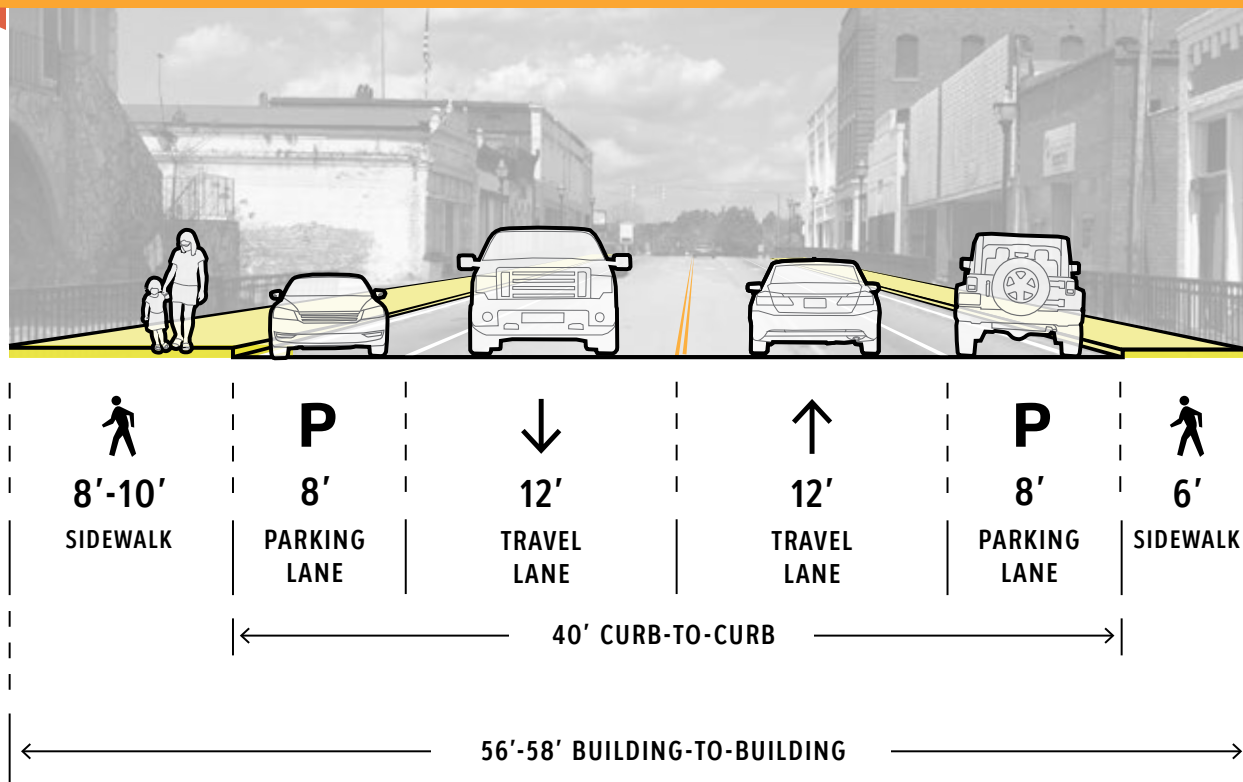 P
P
8′-10′
8′
12′
12′
8′
6′
SIDEWALK
PARKING
LANE
TRAVEL
LANE
TRAVEL
LANE
PARKING
LANE
SIDEWALK
40′ CURB-TO-CURB
56′-58′ BUILDING-TO-BUILDING